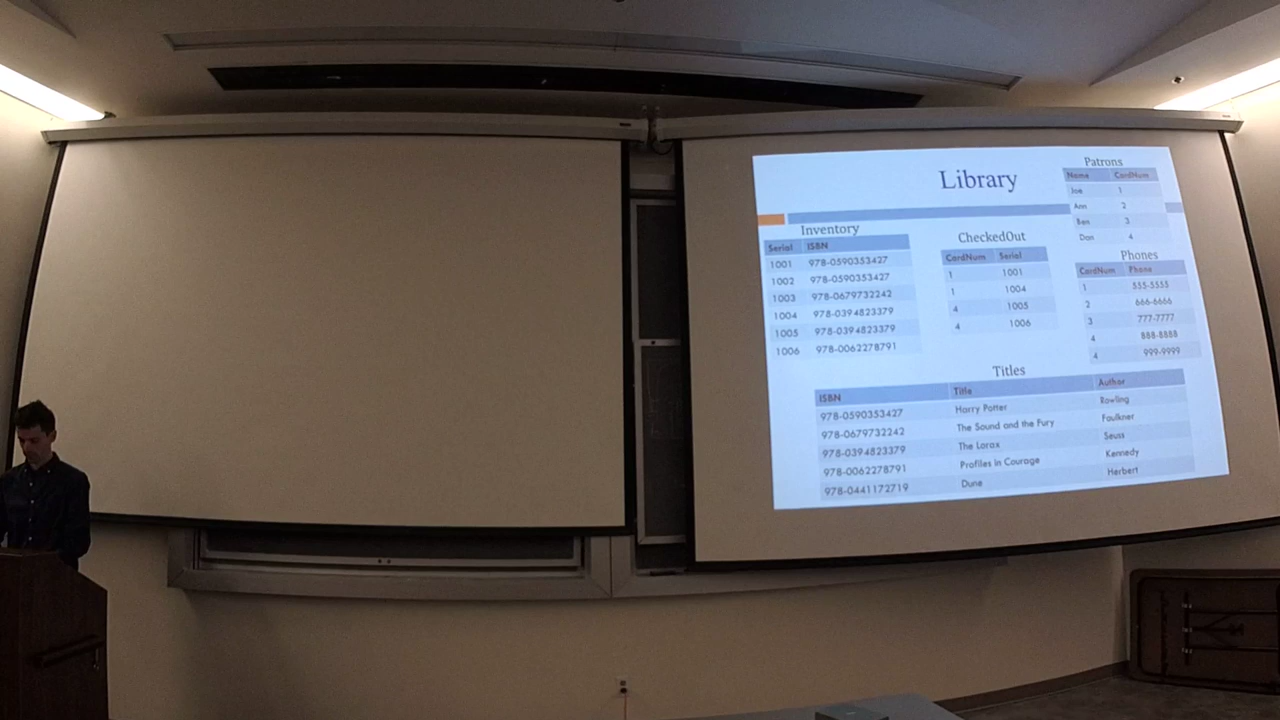 Library
Patrons
Name CardNum
Joe 1
Ann 2
Ben 3
Dan 4
Inventory
Serial ISBN
1001 978-0590353427
1002 978-0590353427
1003 978-0679732242
1004 978-0394823379
1005 978-0394823379
1006 978-0062278791
CheckedOut
CardNum Serial
1 1001
1 1004
4 1005
4 1006
Phones
CardNum Phone
1 555-5555
2 666-6666
3 777-7777
4 888-8888
4 999-9999
Titles
ISBN Title Author
978-0590353427 Harry Potter Rowling
978-0679732242 The Sound and the Fury Faulkner
978-0394823379 The Lorax Seuss
978-0062278791 Profiles in Courage Kennedy
978-0441172719 Dune Herbert